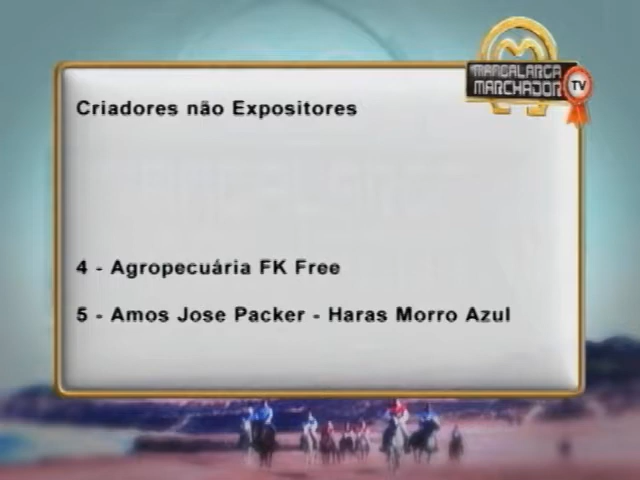 MANGALARGA
MARCHADOR
TV
Criadores não Expositores
4 - Agropecuária FK Free
5 - Amos Jose Packer - Haras Morro Azul